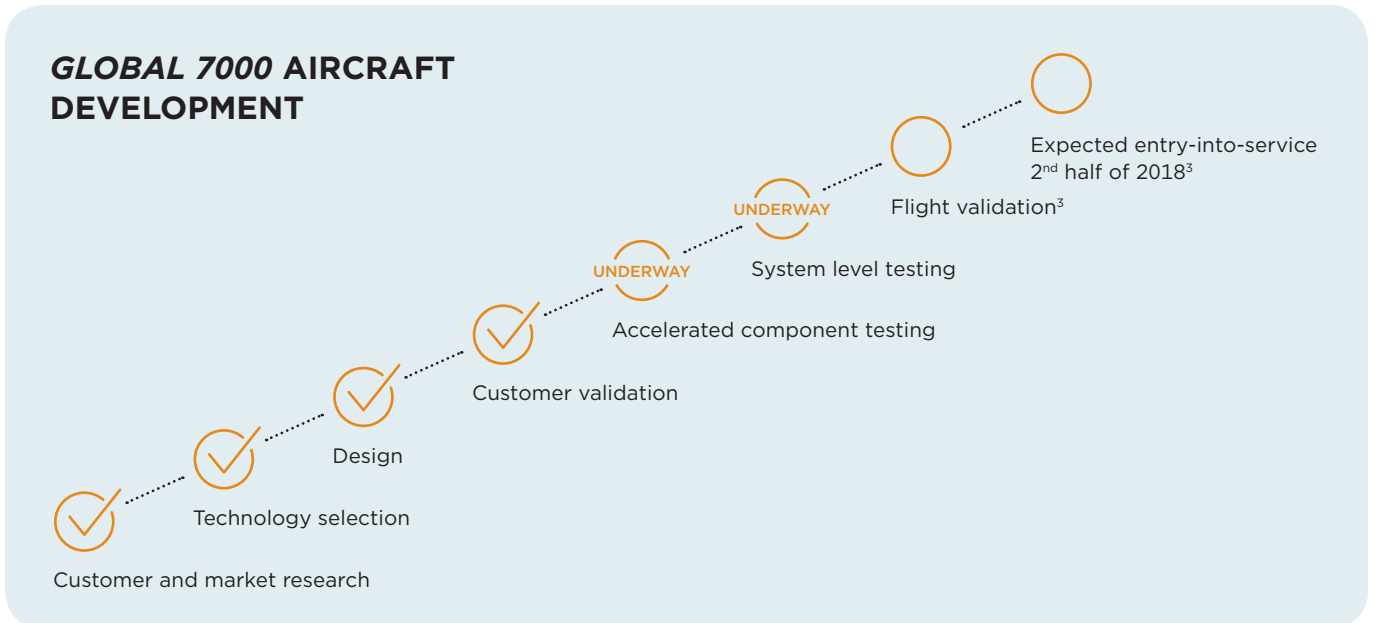 GLOBAL 7000 AIRCRAFT
DEVELOPMENT
Expected entry-into-service
2nd half of 2018³
Flight validation³
UNDERWAY
System level testing
UNDERWAY
Accelerated component testing
Customer validation
Design
Technology selection
Customer and market research